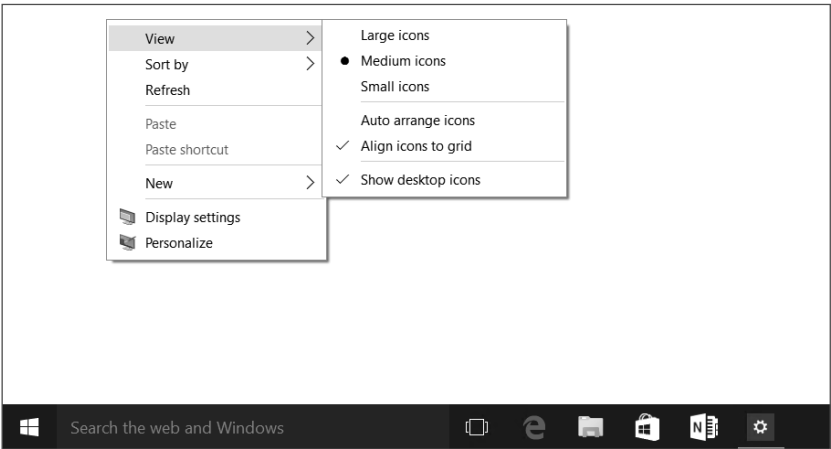 View
Sort by
Refresh
Paste
Paste shortcut
New
Display settings
Personalize
Large icons
Medium icons
Small icons
Auto arrange icons
Align icons to grid
Show desktop icons
Search the web and Windows
N